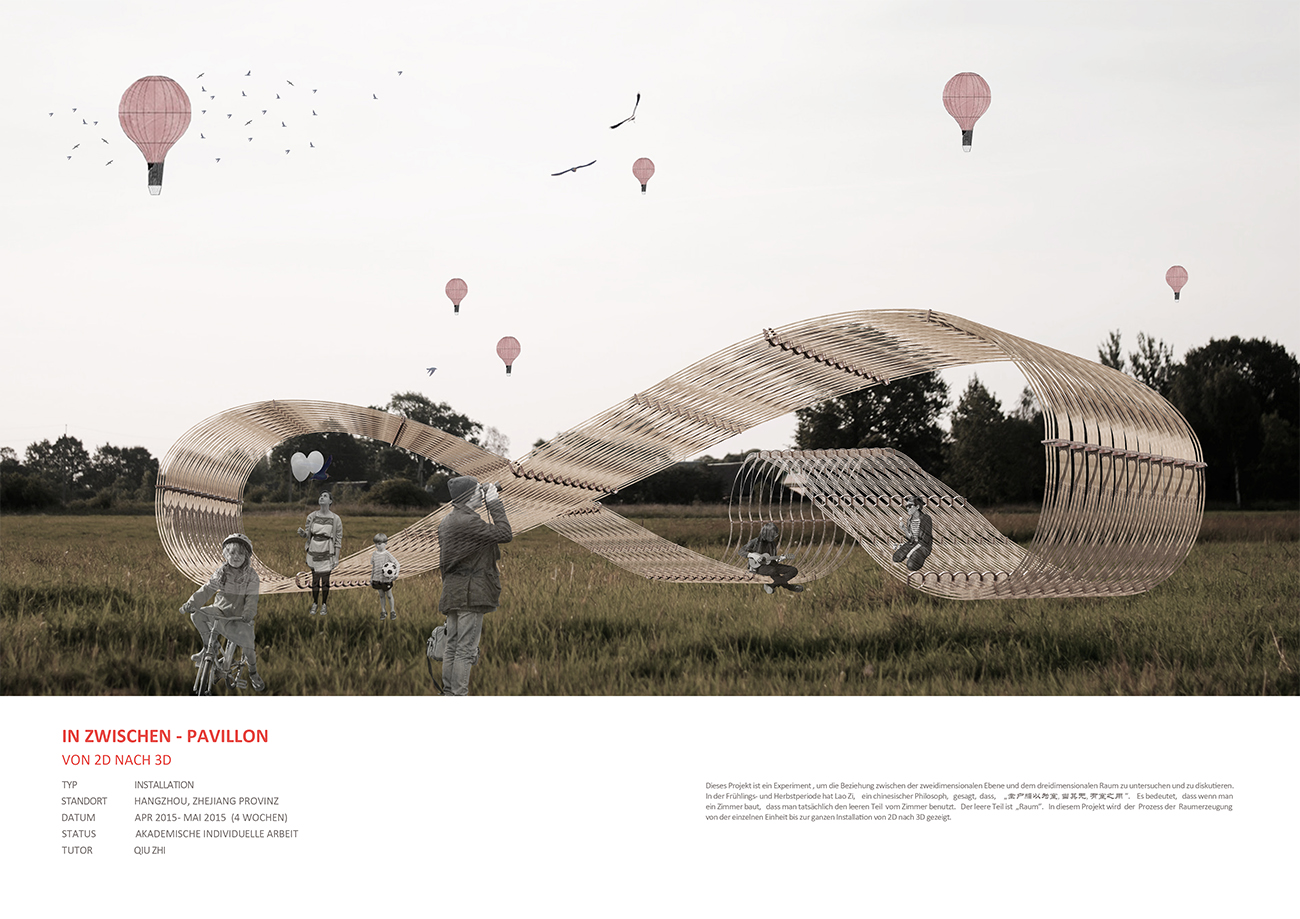 IN ZWISCHEN - PAVILLON
VON 2D NACH 3D
TYP INSTALLATION
STANDORT HANGZHOU, ZHEJIANG PROVINZ
DATUM APR 2015- MAI 2015 (4 WOCHEN)
STATUS AKADEMISCHE INDIVIDUELLE ARBEIT
TUTOR QIU ZHI
Dieses Projekt ist ein Experiment , um die Beziehung zwischen der zweidimensionalen Ebene und dem dreidimensionalen Raum zu untersuchen und zu diskutieren.
In der Frühlings- und Herbstperiode hat Lao Zi, ein chinesischer Philosoph, gesagt, dass, „户牖以为室, 当其无, 有室之用 “. Es bedeutet, dass wenn man
ein Zimmer baut, dass man tatsächlich den leeren Teil vom Zimmer benutzt. Der leere Teil ist „Raum“. In diesem Projekt wird der Prozess der Raumerzeugung
von der einzelnen Einheit bis zur ganzen Installation von 2D nach 3D gezeigt.